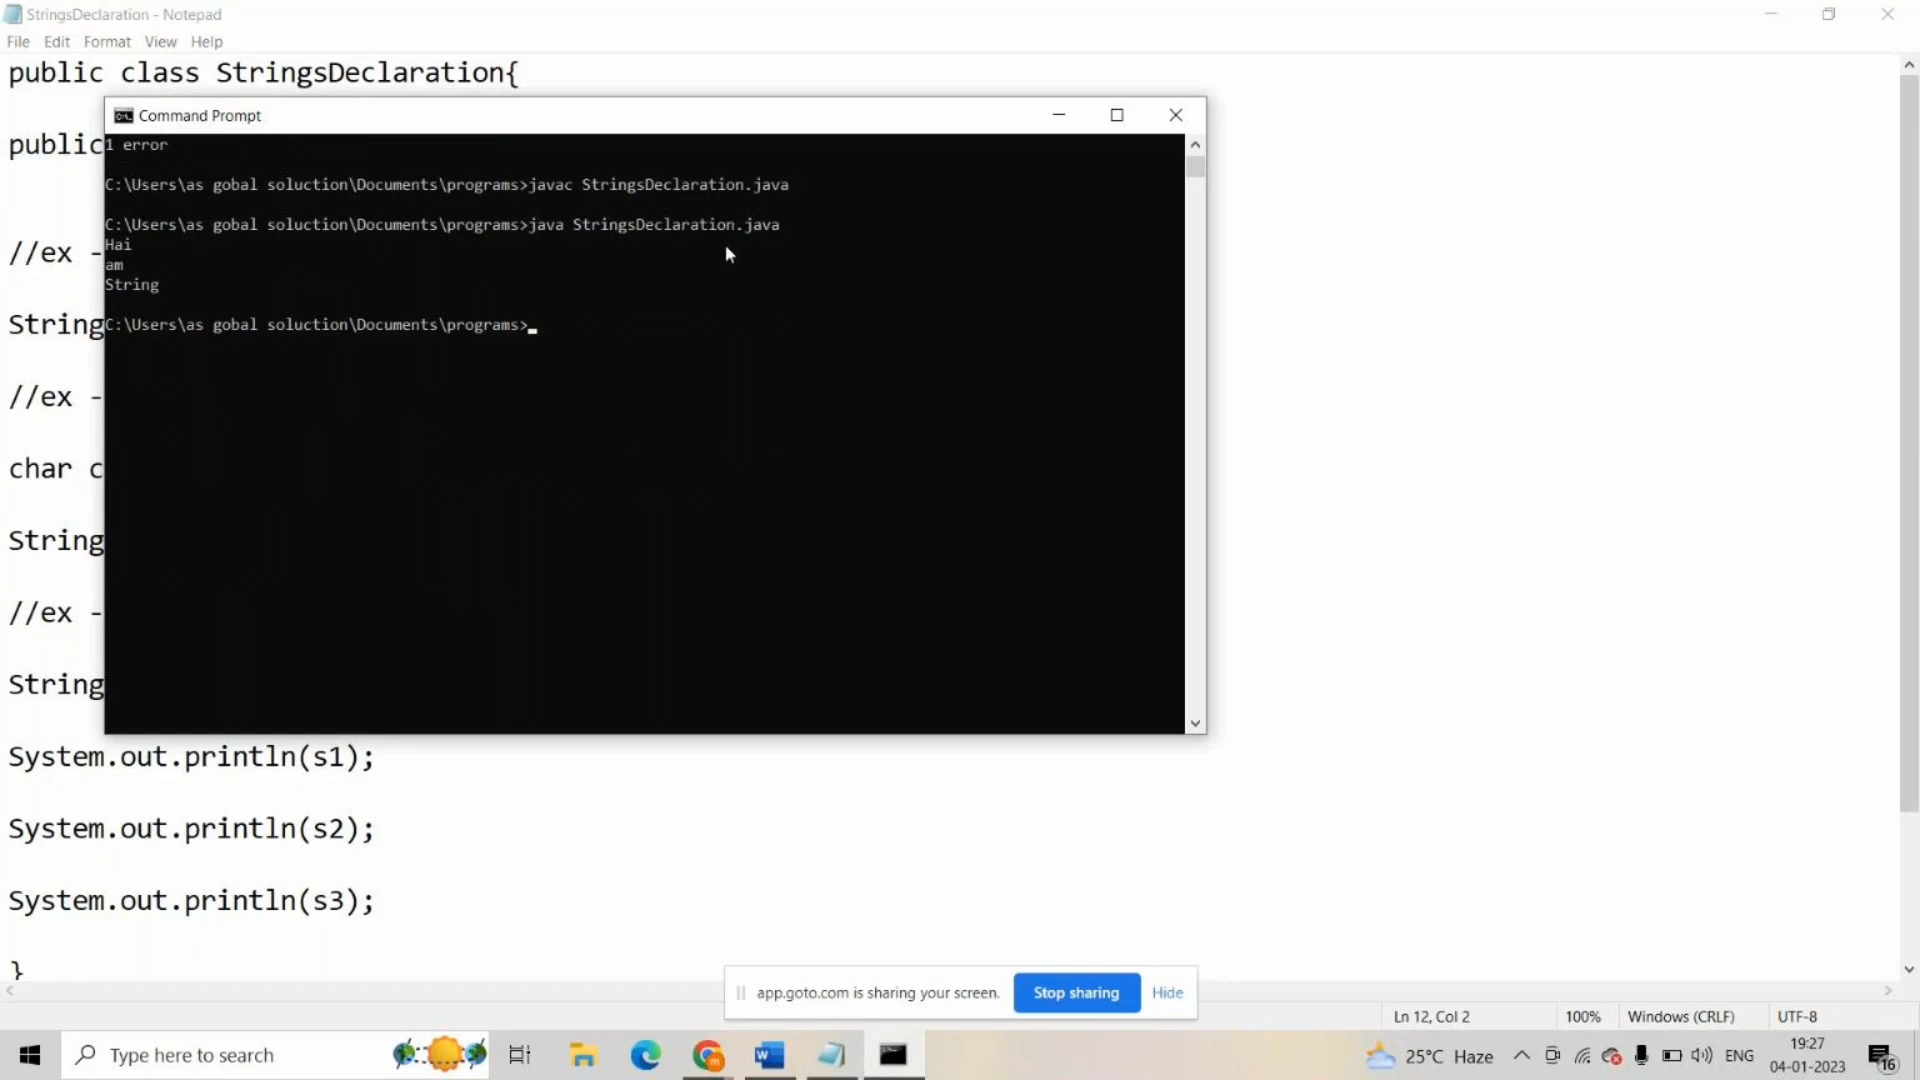 StringsDeclaration - Notepad
File Edit Format View Help
public class StringsDeclaration{
Command Prompt
public
1 error
C:\Users\as gobal soluction\Documents\programs>javac StringsDeclaration.java
C:\Users\as gobal soluction\Documents\programs>java StringsDeclaration.java
Hai
//ex -
am
String
String
C:\Users\as gobal soluction\Documents\programs>
//ex -
char c
String
//ex -
String
System.out.println(s1);
System.out.println(s2);
System.out.println(s3);
}
app.goto.com is sharing your screen. Stop sharing Hide
Ln 12, Col 2 100% Windows (CRLF) UTF-8
Type here to search
25°C Haze ENG
19:27
04-01-2023
16